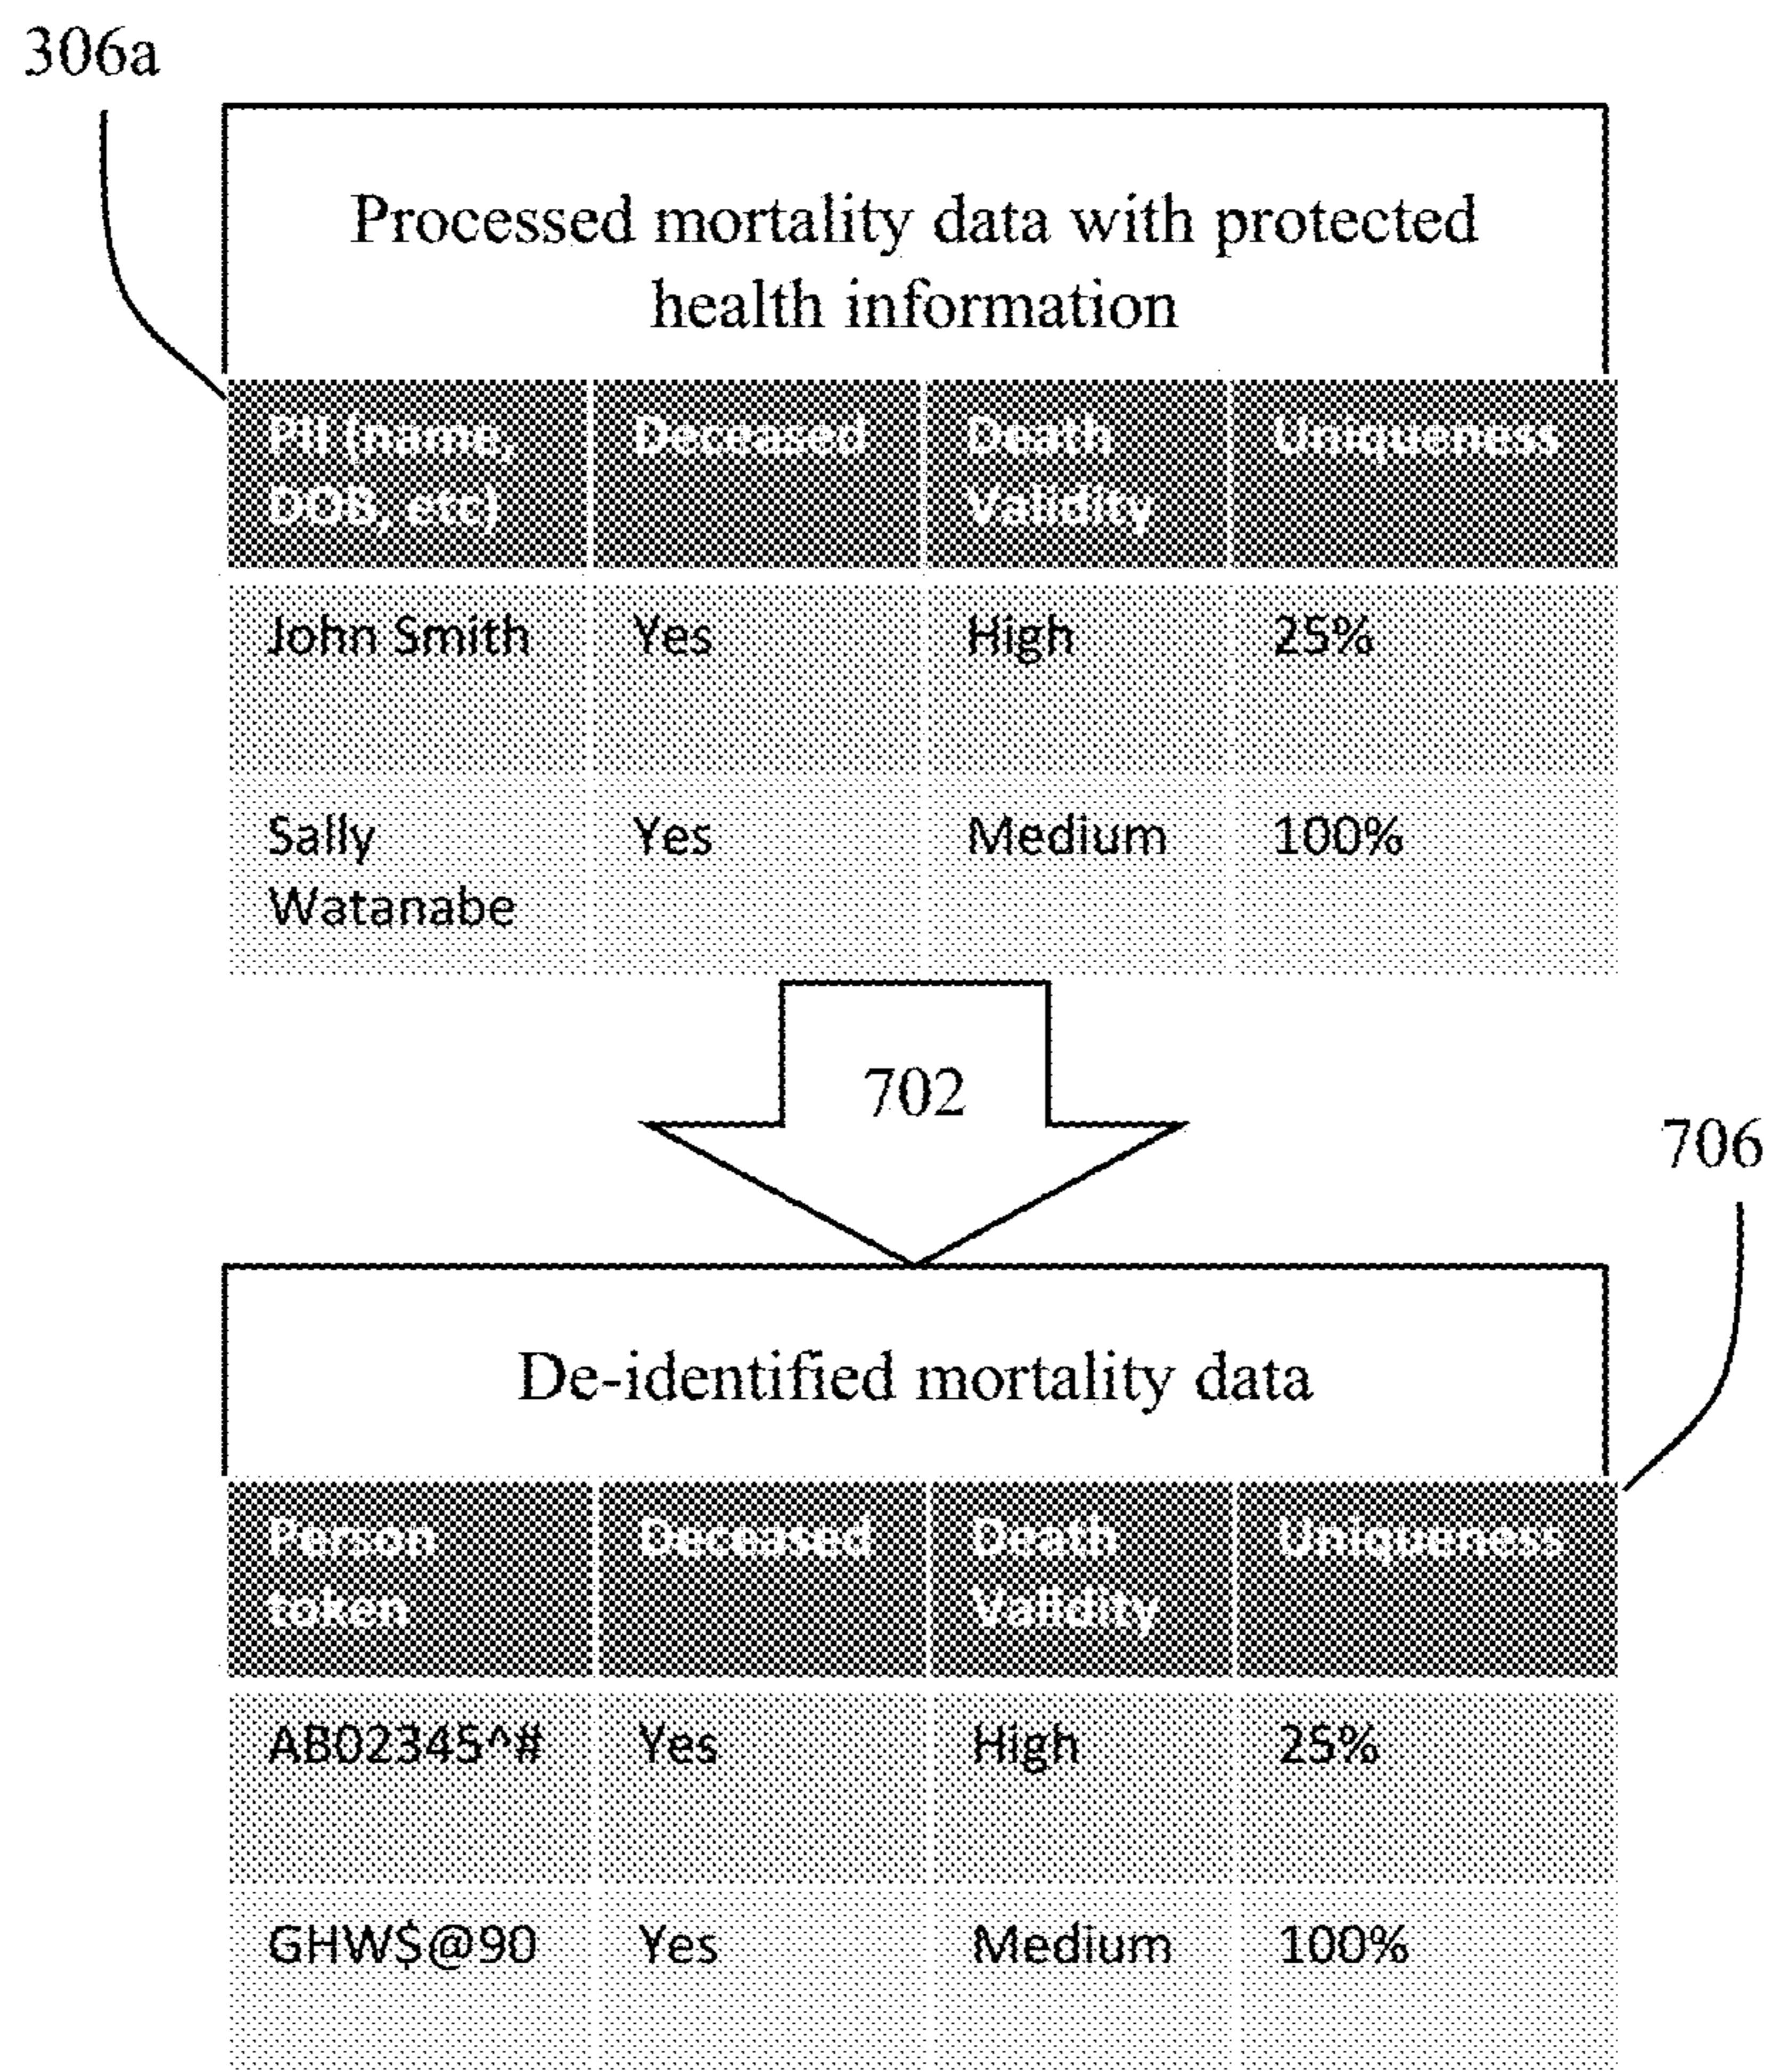 306a
Processed mortality data with protected
health information
PII (name, Deceased Death Uniqueness
DOB, etc) Validity
John Smith Yes High 25%
Sally Yes Medium 100%
Watanabe
702
706
De-identified mortality data
Person Deceased Death Uniqueness
token Validity
AB02345^# Yes High 25%
GHW$@90 Yes Medium 100%